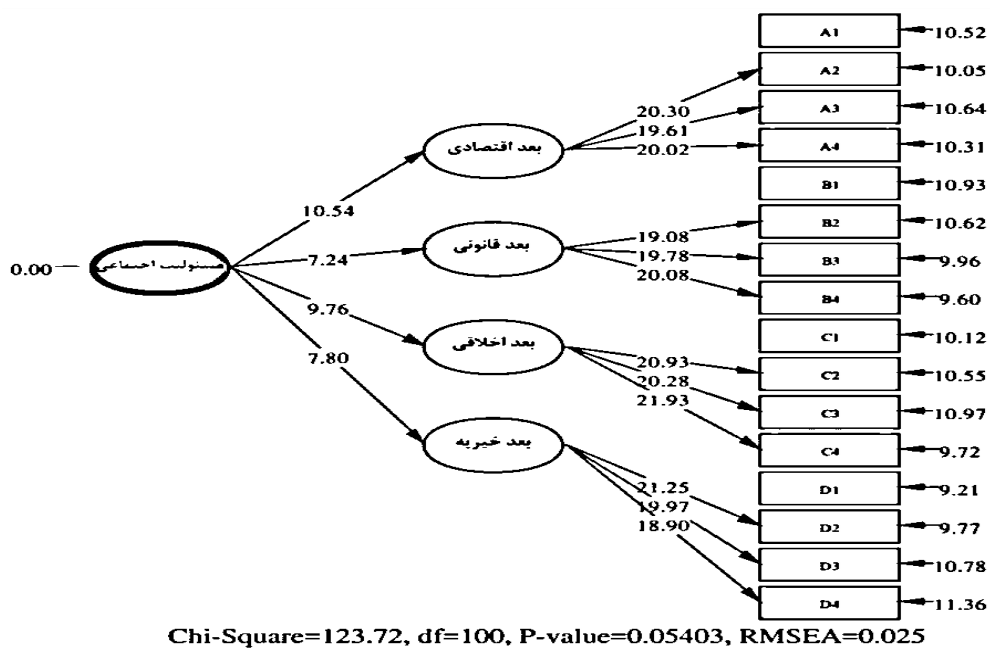 A1 10.52
A2 10.05
20.30
A3 10.64
19.61
بعد اقتصادی
20.02
A4 10.31
B1 10.93
10.54
B2 10.62
19.08
بعد قانونی
7.24
19.78
B3 9.96
0.00
مسئولیت اجتماعی
20.08
B4 9.60
9.76
C1 10.12
بعد اخلاقی
7.80
20.93
C2 10.55
20.28
21.93
C3 10.97
بعد خیریه
C4 9.72
21.25
D1 9.21
19.97
18.90
D2 9.77
D3 10.78
D4 11.36
Chi-Square=123.72, df=100, P-value=0.05403, RMSEA=0.025